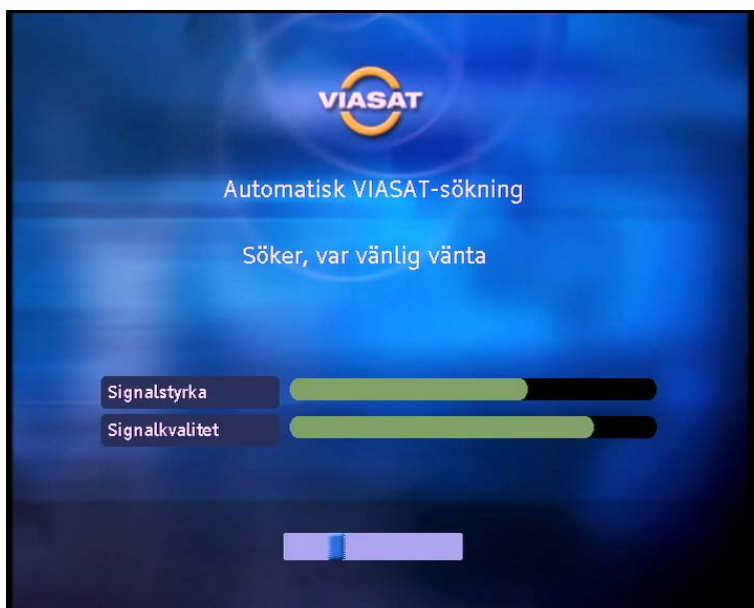 VIASAT
Automatisk VIASAT-sökning
Söker, var vänlig vänta
Signalstyrka
Signalkvalitet